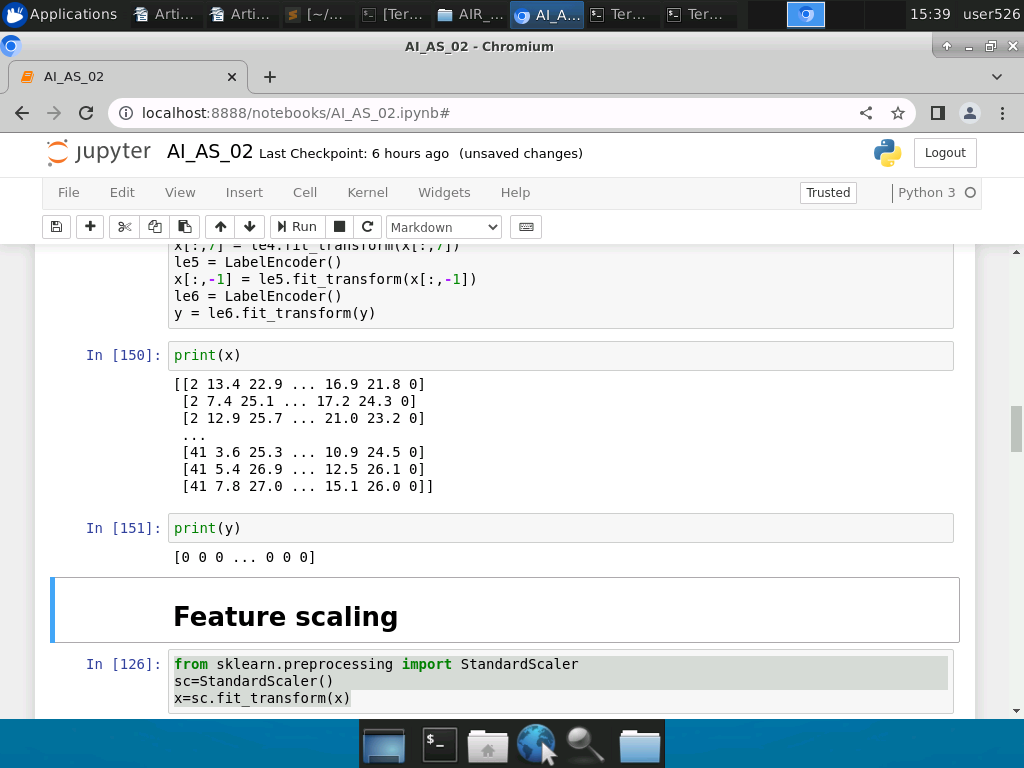 Applications
Arti...
Arti...
[~/...
[Ter...
AIR_...
AI_A...
Ter...
Ter...
15:39
user526
AI_AS_02 - Chromium
AI_AS_02
localhost:8888/notebooks/AI_AS_02.ipynb#
jupyter
AI_AS_02 Last Checkpoint: 6 hours ago (unsaved changes)
Logout
File Edit View Insert Cell Kernel Widgets Help
Trusted
Python 3
Run
Markdown
x[:,7] = le4.fit_transform(x[:,7])
le5 = LabelEncoder()
x[:,-1] = le5.fit_transform(x[:,-1])
le6 = LabelEncoder()
y = le6.fit_transform(y)
In [150]: print(x)
[[2 13.4 22.9 ... 16.9 21.8 0]
[2 7.4 25.1 ... 17.2 24.3 0]
[2 12.9 25.7 ... 21.0 23.2 0]
...
[41 3.6 25.3 ... 10.9 24.5 0]
[41 5.4 26.9 ... 12.5 26.1 0]
[41 7.8 27.0 ... 15.1 26.0 0]]
In [151]: print(y)
[0 0 0 ... 0 0 0]
Feature scaling
In [126]: from sklearn.preprocessing import StandardScaler
sc=StandardScaler()
x=sc.fit_transform(x)
$_